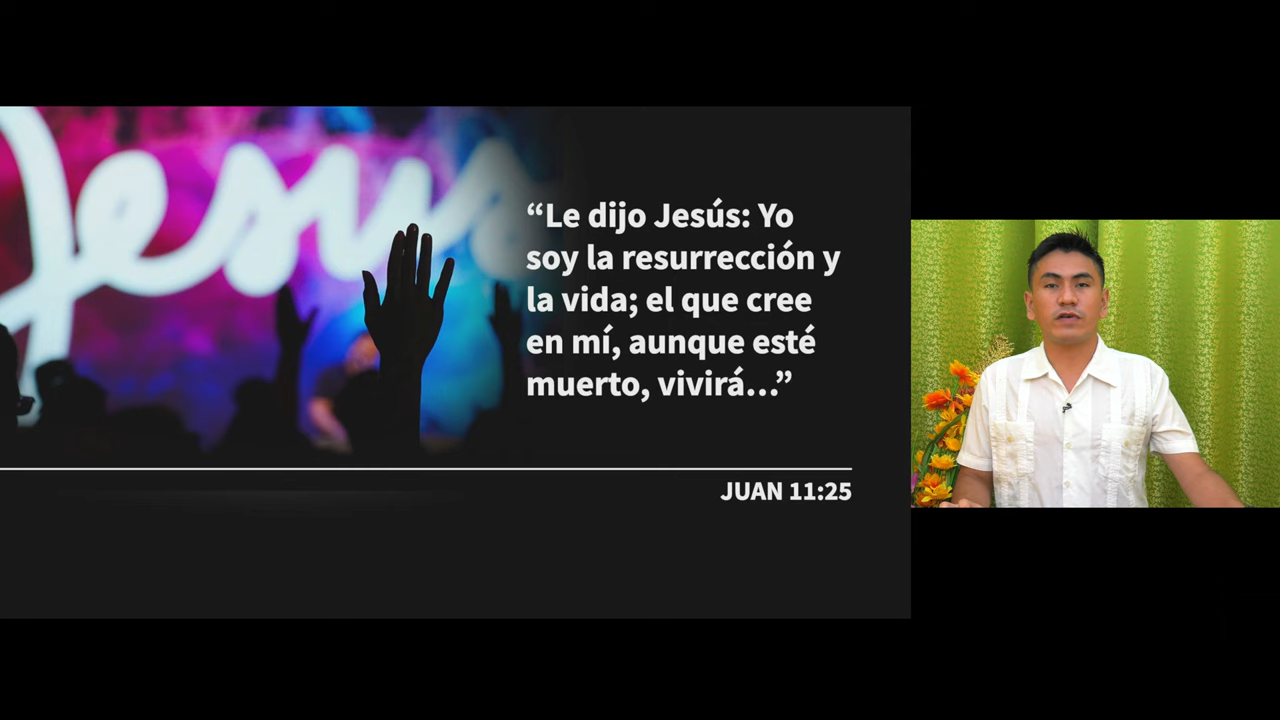 Jesus
“Le dijo Jesús: Yo
soy la resurrección y
la vida; el que cree
en mí, aunque esté
muerto, vivirá...”
JUAN 11:25